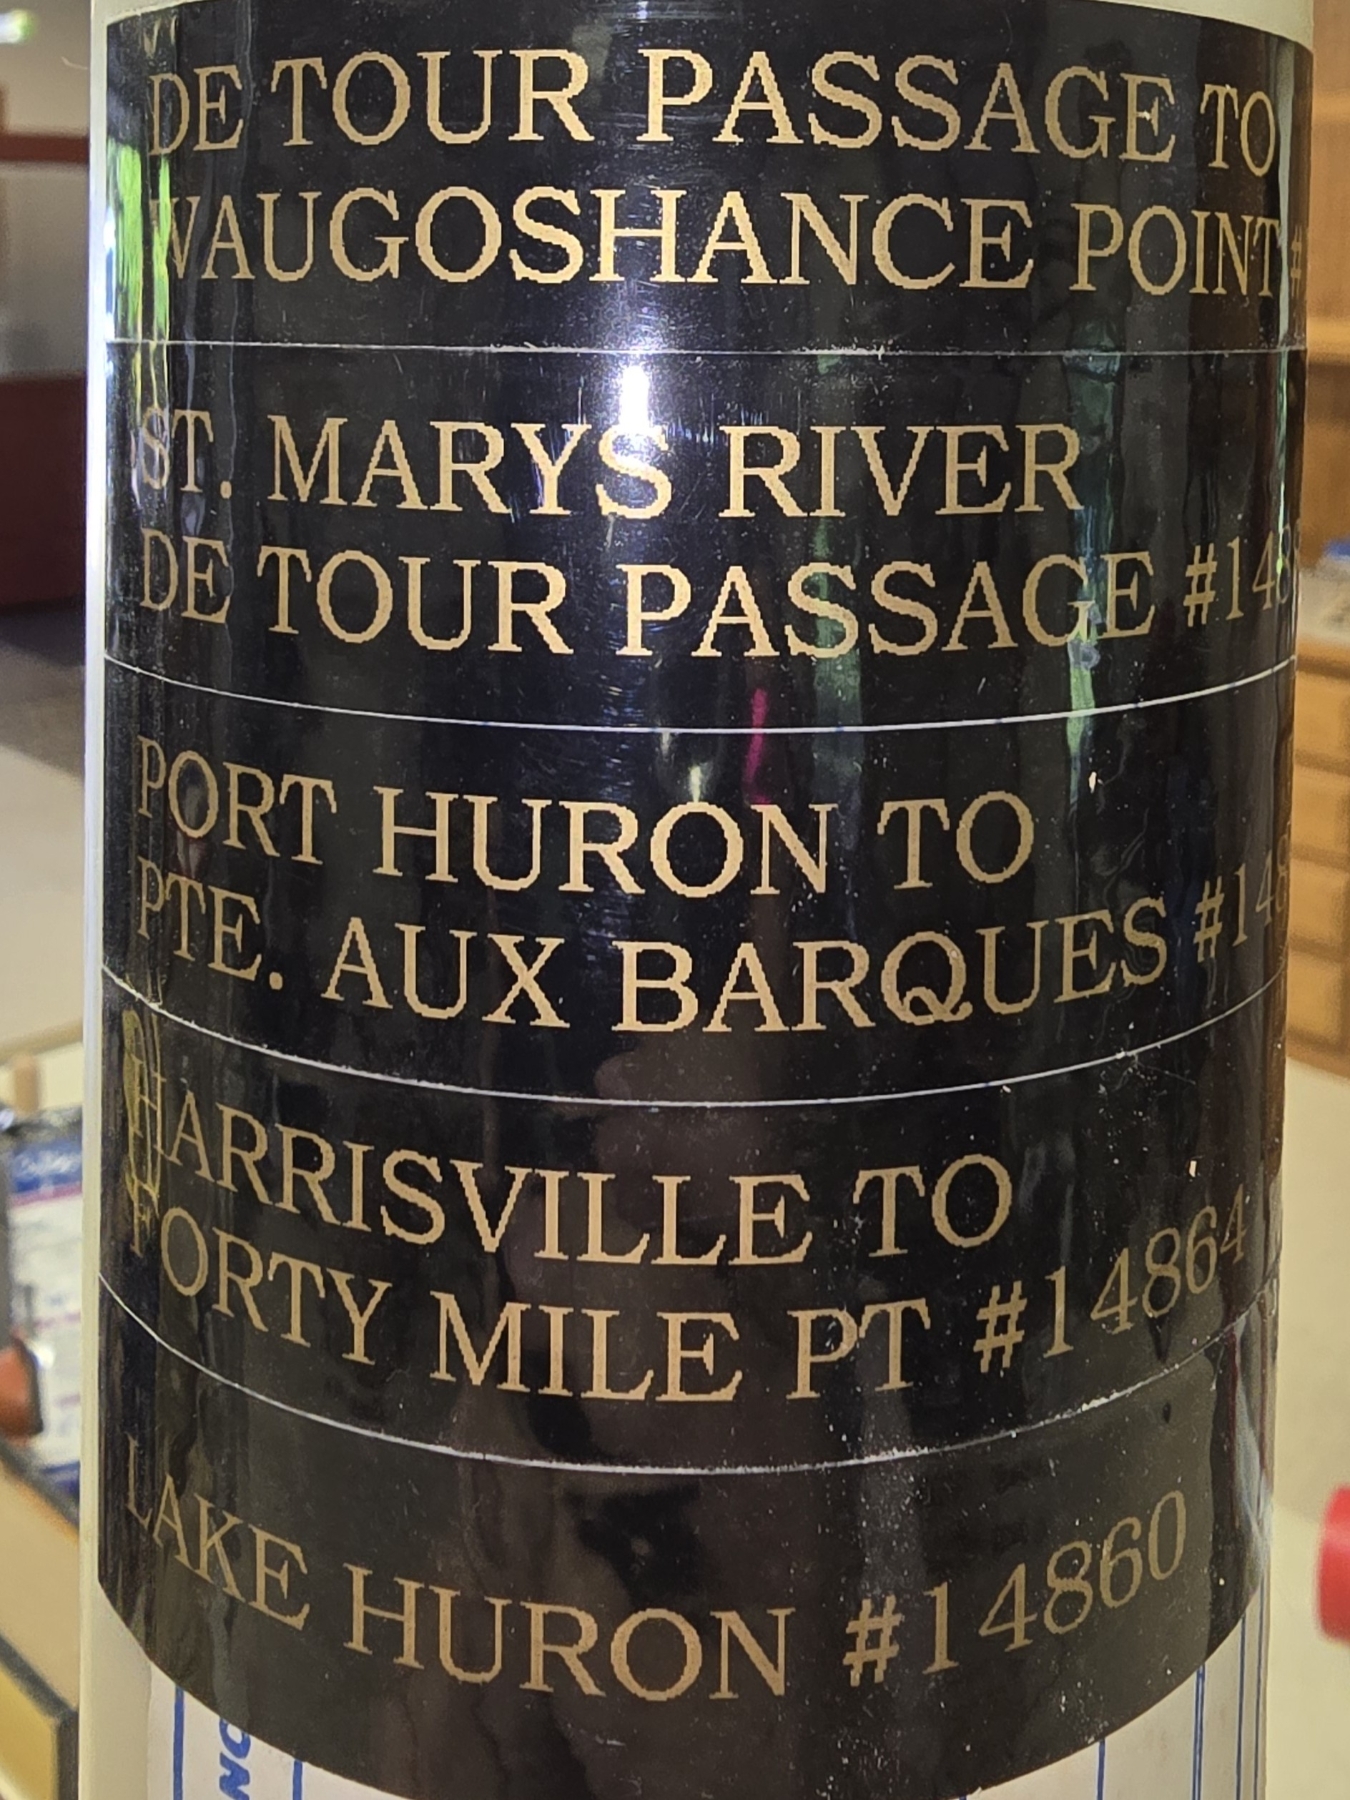 DE TOUR PASSAGE TO
WAUGOSHANCE POINT #
ST. MARYS RIVER
DE TOUR PASSAGE
PORT HURON TO
PTE. AUX BARQUES
HARRISVILLE TO
FORTY MILE PT #14864
LAKE HURON #14860